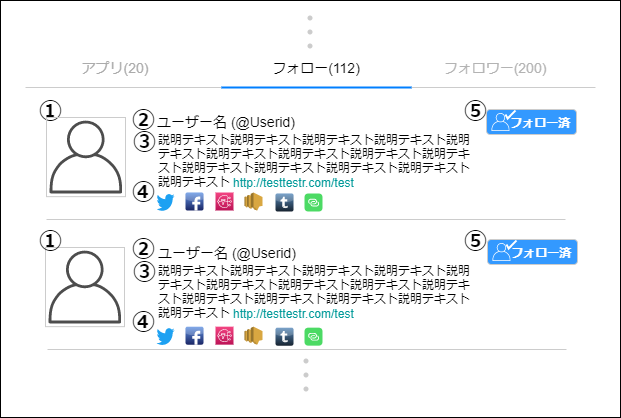 アプリ(20) フォロー(112) フォロワー(200)
① ② ユーザー名 (@Userid) ⑤ フォロー済
③ 説明テキスト説明テキスト説明テキスト説明テキスト説明
テキスト説明テキスト説明テキスト説明テキスト説明テキ
スト説明テキスト説明テキスト説明テキスト説明テキスト
説明テキスト http://testtestr.com/test
④
① ② ユーザー名 (@Userid) ⑤ フォロー済
③ 説明テキスト説明テキスト説明テキスト説明テキスト説明
テキスト説明テキスト説明テキスト説明テキスト説明テキ
スト説明テキスト説明テキスト説明テキスト説明テキスト
説明テキスト http://testtestr.com/test
④